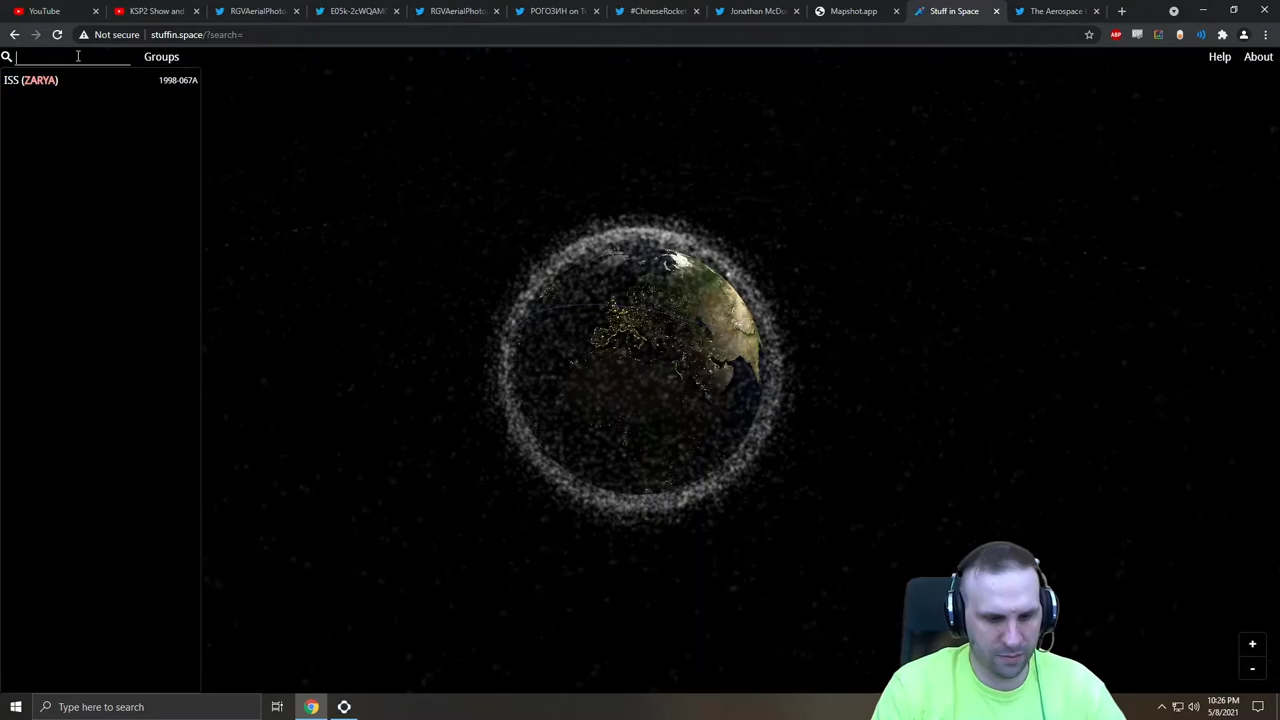 YouTube
KSP2 Show and
RGVAerialPhoto
E05k-2cWQAMC
RGVAerialPhoto
РОГОЗИН on T
#ChineseRocket
Jonathan McDo
Mapshot.app
Stuff in Space
The Aerospace
Not secure
stuffin.space/?search=
ABP
Groups
Help
About
ISS (ZARYA)
1998-067A
+
-
Type here to search
10:26 PM
5/8/2021